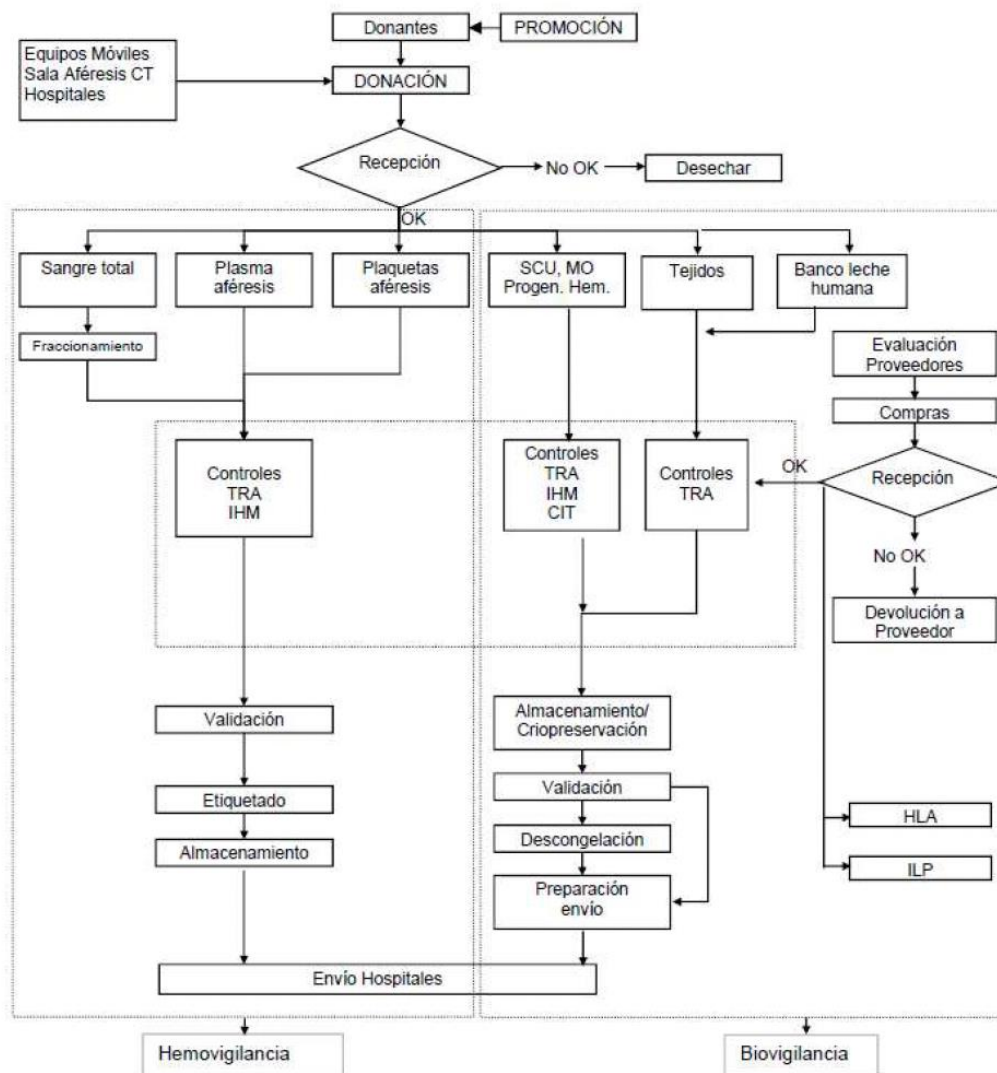 Donantes
PROMOCIÓN
Equipos Móviles
Sala Aféresis CT
Hospitales
DONACIÓN
Recepción
No OK
Desechar
OK
Sangre total
Plasma
aféresis
Plaquetas
aféresis
SCU, MO
Progen. Hem.
Tejidos
Banco leche
humana
Fraccionamiento
Evaluación
Proveedores
Compras
Controles
TRA
IHM
Controles
TRA
IHM
CIT
Controles
TRA
OK
Recepción
No OK
Devolución a
Proveedor
Validación
Almacenamiento/
Criopreservación
Etiquetado
Validación
Almacenamiento
Descongelación
HLA
Preparación
envío
ILP
Envío Hospitales
Hemovigilancia
Biovigilancia